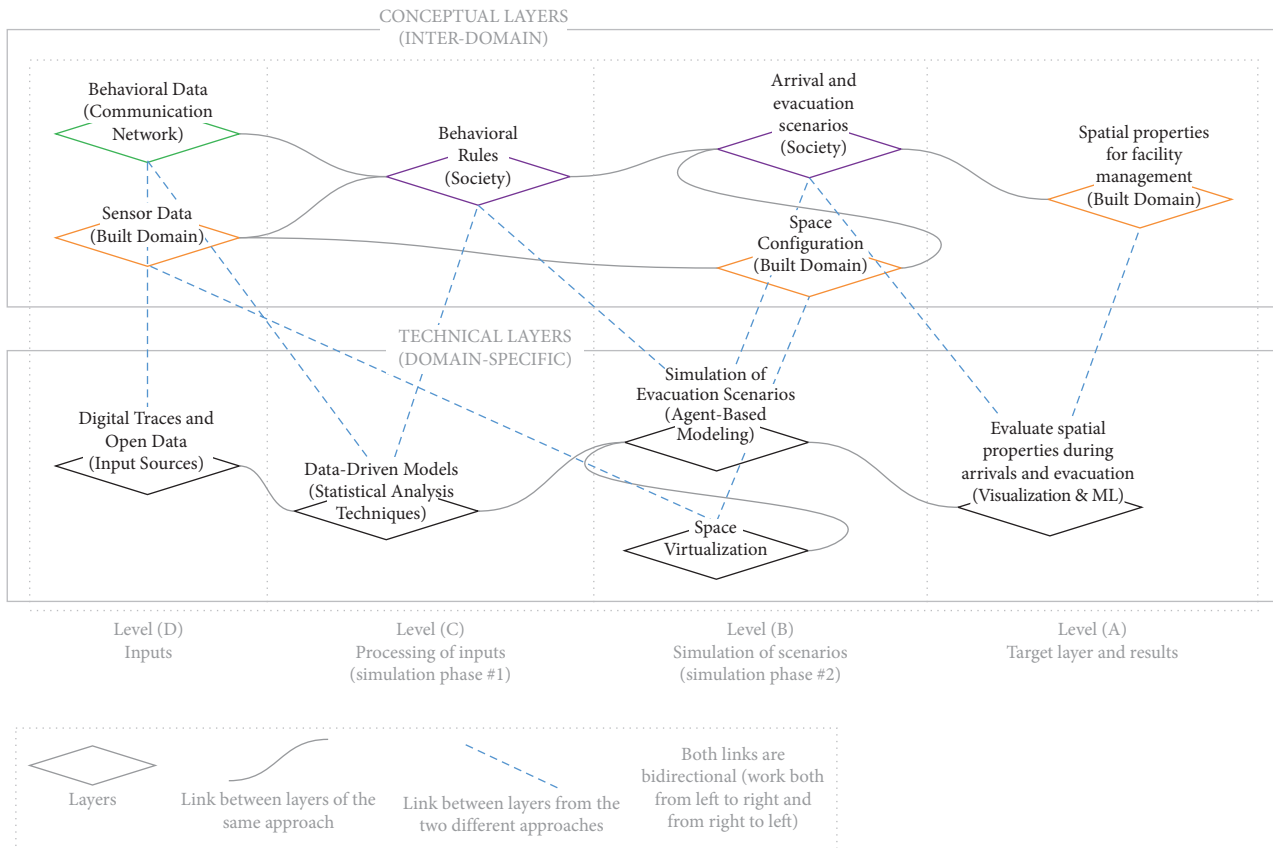 CONCEPTUAL LAYERS
(INTER-DOMAIN)
Behavioral Data
(Communication
Network)
Sensor Data
(Built Domain)
Behavioral
Rules
(Society)
Arrival and
evacuation
scenarios
(Society)
Space
Configuration
(Built Domain)
Spatial properties
for facility
management
(Built Domain)
TECHNICAL LAYERS
(DOMAIN-SPECIFIC)
Digital Traces and
Open Data
(Input Sources)
Data-Driven Models
(Statistical Analysis
Techniques)
Simulation of
Evacuation Scenarios
(Agent-Based
Modeling)
Space
Virtualization
Evaluate spatial
properties during
arrivals and evacuation
(Visualization & ML)
Level (D)
Inputs
Level (C)
Processing of inputs
(simulation phase #1)
Level (B)
Simulation of scenarios
(simulation phase #2)
Level (A)
Target layer and results
Layers
Link between layers of the
same approach
Link between layers from the
two different approaches
Both links are
bidirectional (work both
from left to right and
from right to left)